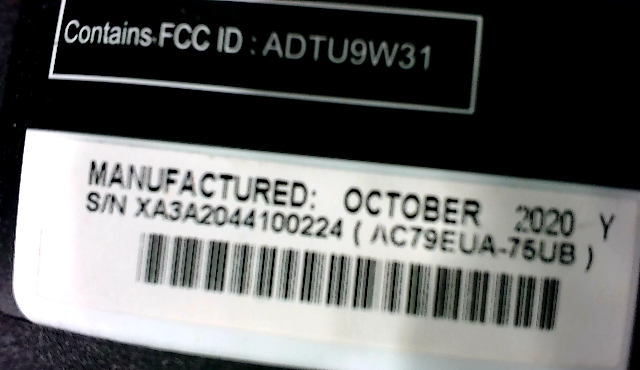 Contains FCC ID : ADTU9W31
MANUFACTURED: OCTOBER 2020 Y
S/N XA3A2044100224 ( AC79EUA-75UB )